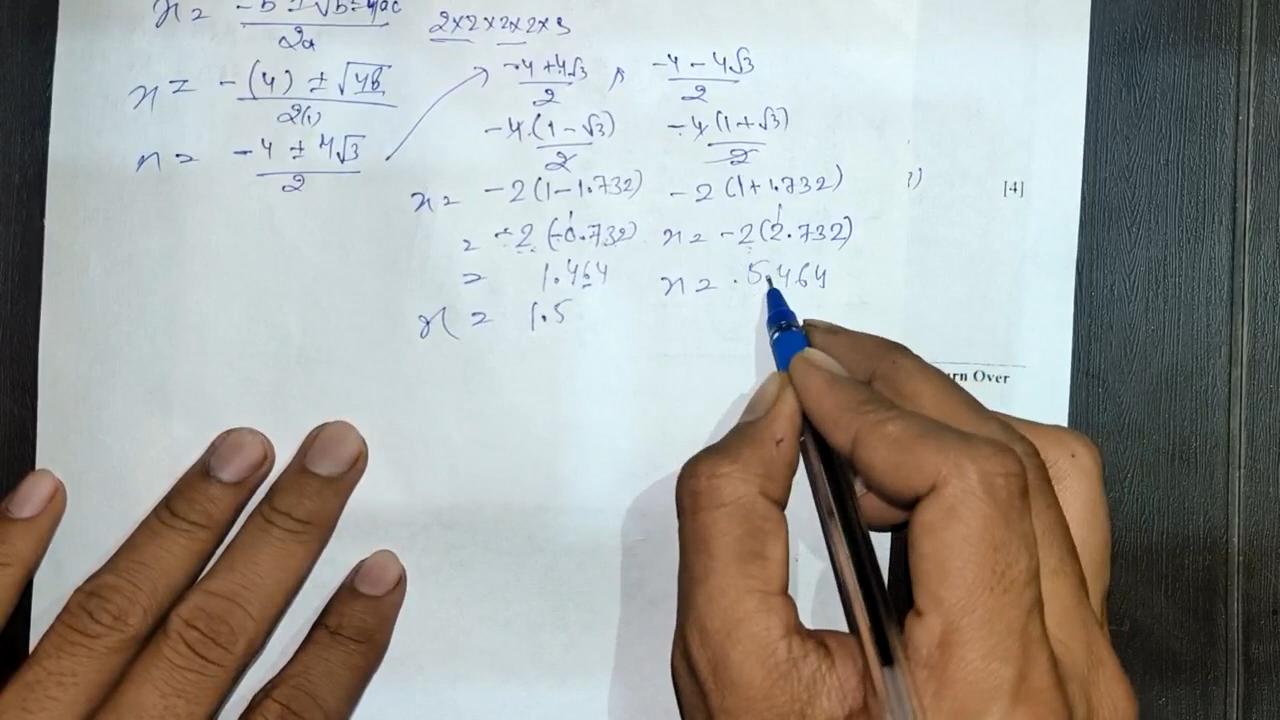 x = -b ± √b²-4ac / 2a
2×2×2×2×3
x = -(4) ± √48 / 2(1)
-4+4√3 / 2 , -4-4√3 / 2
x = -4 ± 4√3 / 2
-4(1-√3) / 2 -4(1+√3) / 2
x = -2(1-1.732) -2(1+1.732)
[4]
= -2(-0.732) x = -2(2.732)
= 1.464 x = .5.464
x = 1.5
Over